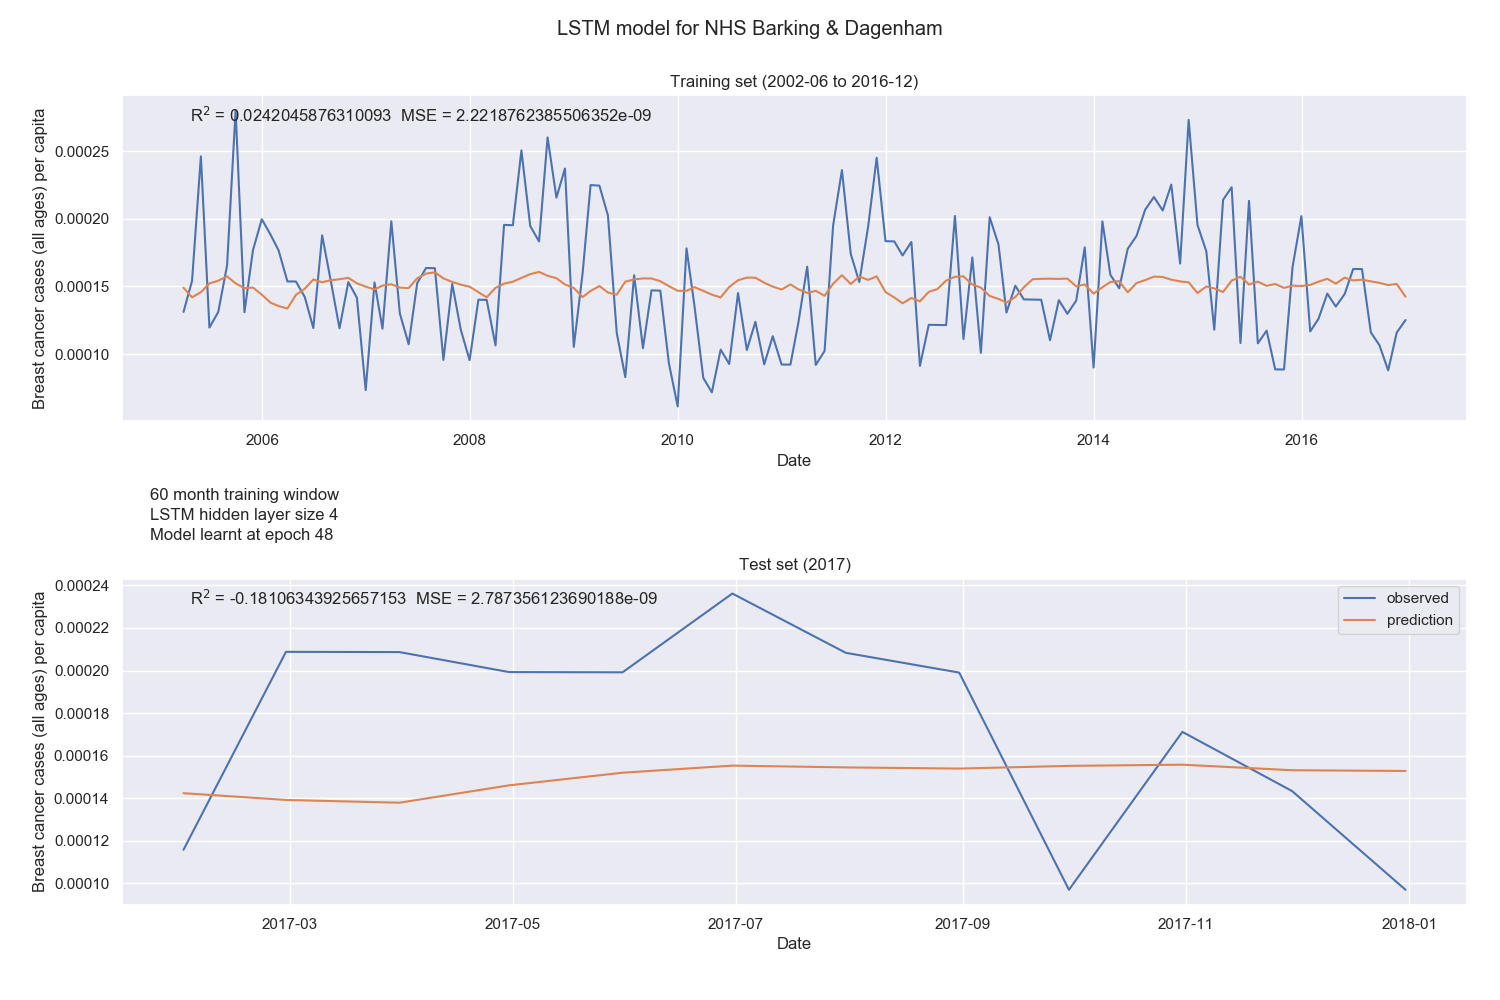 LSTM model for NHS Barking & Dagenham
Training set (2002-06 to 2016-12)
R² = 0.0242045876310093 MSE = 2.2218762385506352e-09
Breast cancer cases (all ages) per capita
0.00025
0.00020
0.00015
0.00010
2006 2008 2010 2012 2014 2016
Date
60 month training window
LSTM hidden layer size 4
Model learnt at epoch 48
Test set (2017)
R² = -0.18106343925657153 MSE = 2.787356123690188e-09
observed
prediction
Breast cancer cases (all ages) per capita
0.00024
0.00022
0.00020
0.00018
0.00016
0.00014
0.00012
0.00010
2017-03 2017-05 2017-07 2017-09 2017-11 2018-01
Date